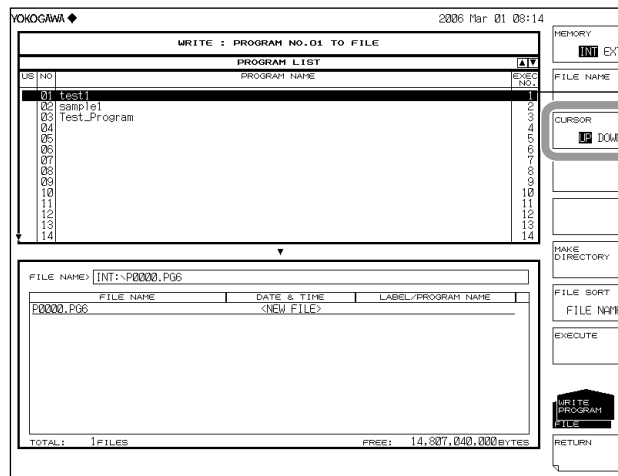 YOKOGAWA ◆ 2006 Mar 01 08:14
WRITE : PROGRAM NO.01 TO FILE
PROGRAM LIST
US NO PROGRAM NAME EXEC NO.
01 test1 1
02 sample1 2
03 Test_Program 3
04 4
05 5
06 6
07 7
08 8
09 9
10 10
11 11
12 12
13 13
14 14
FILE NAME> INT:\P0000.PG6
FILE NAME DATE & TIME LABEL/PROGRAM NAME
P0000.PG6 <NEW FILE>
TOTAL: 1FILES FREE: 14,807,040,000BYTES
MEMORY
INT EXT
FILE NAME
CURSOR
UP DOWN
MAKE
DIRECTORY
FILE SORT
FILE NAME
EXECUTE
WRITE
PROGRAM
FILE
RETURN